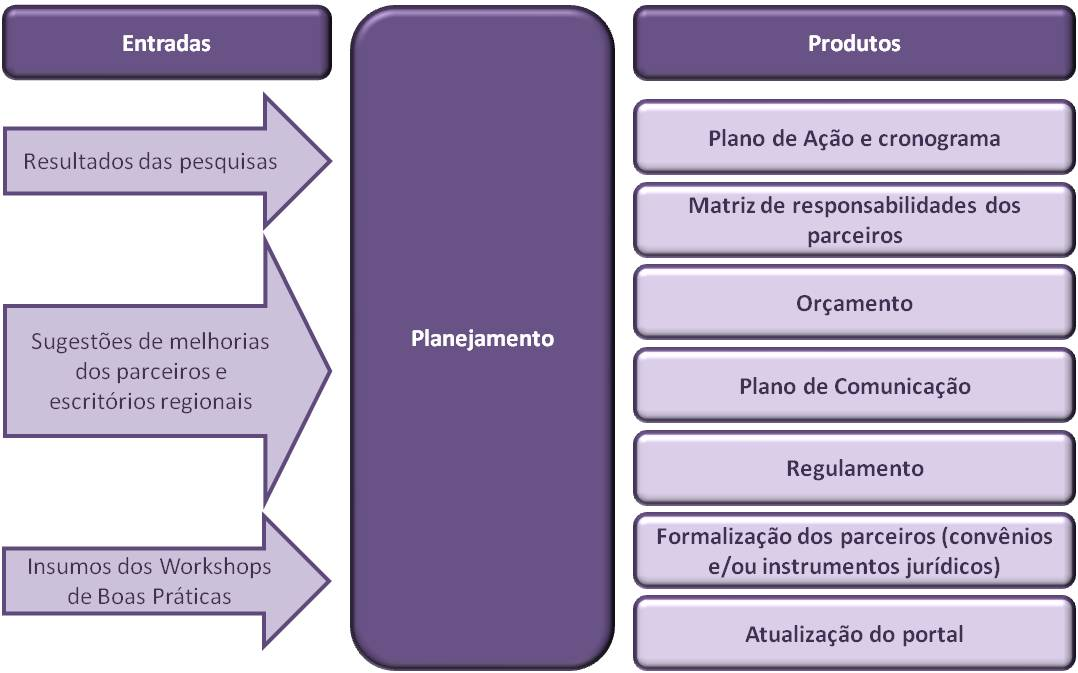 Entradas
Resultados das pesquisas
Sugestões de melhorias
dos parceiros e
escritórios regionais
Insumos dos Workshops
de Boas Práticas
Planejamento
Produtos
Plano de Ação e cronograma
Matriz de responsabilidades dos
parceiros
Orçamento
Plano de Comunicação
Regulamento
Formalização dos parceiros (convênios
e/ou instrumentos jurídicos)
Atualização do portal